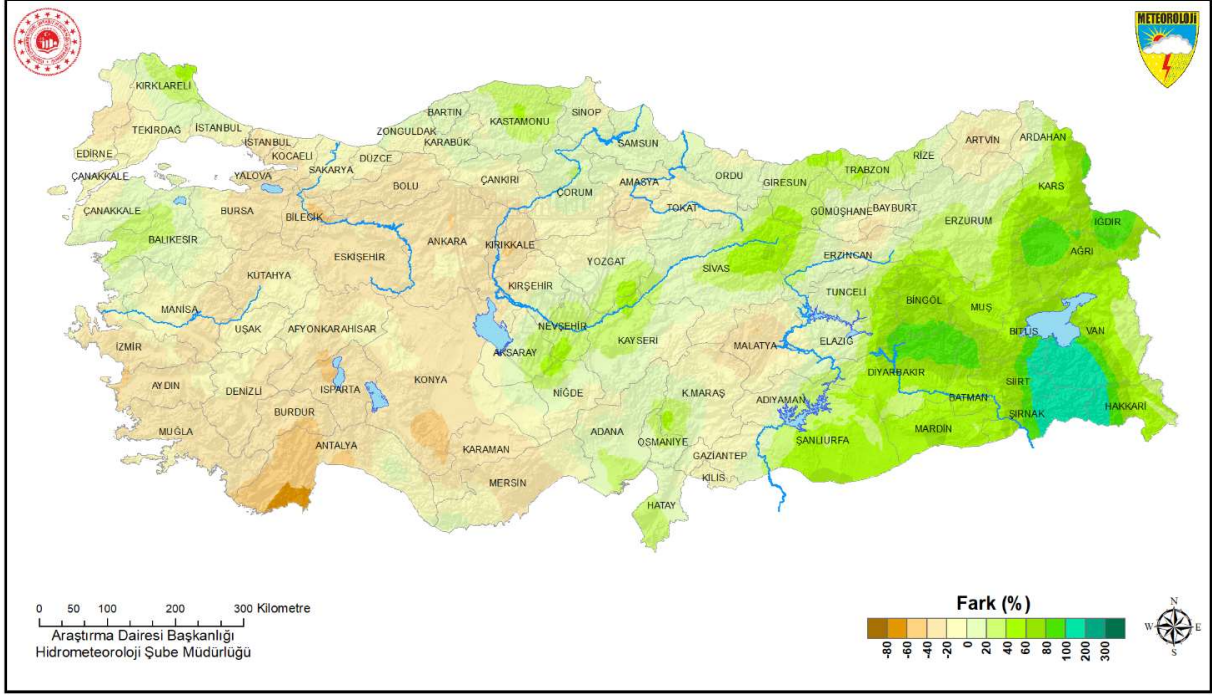 METEOROLOJİ
KIRKLARELİ
TEKİRDAĞ
İSTANBUL
EDİRNE
İSTANBUL
KOCAELİ
ÇANAKKALE
YALOVA
SAKARYA
DÜZCE
ZONGULDAK
BARTIN
KARABÜK
KASTAMONU
SİNOP
SAMSUN
BOLU
ÇANKIRI
ÇORUM
AMASYA
ORDU
GİRESUN
TRABZON
RİZE
ARTVİN
ARDAHAN
KARS
ÇANAKKALE
BURSA
BİLECİK
BALIKESİR
ESKİŞEHİR
ANKARA
KIRIKKALE
TOKAT
GÜMÜŞHANE
BAYBURT
ERZURUM
IĞDIR
AĞRI
KUTAHYA
KIRŞEHİR
YOZGAT
SİVAS
ERZİNCAN
TUNCELİ
BİNGÖL
MUŞ
MANİSA
UŞAK
AFYONKARAHİSAR
NEVŞEHİR
KAYSERİ
MALATYA
ELAZIĞ
BİTLİS
VAN
İZMİR
AKSARAY
DİYARBAKIR
AYDIN
DENİZLİ
ISPARTA
KONYA
NİĞDE
K.MARAŞ
ADIYAMAN
BATMAN
SİİRT
ŞIRNAK
HAKKARİ
BURDUR
MUĞLA
ANTALYA
KARAMAN
MERSİN
ADANA
OSMANİYE
GAZİANTEP
KİLİS
ŞANLIURFA
MARDİN
HATAY
0 50 100 200 300 Kilometre
Araştırma Dairesi Başkanlığı
Hidrometeoroloji Şube Müdürlüğü
Fark (%)
-80 -60 -40 -20 0 20 40 60 80 100 200 300
N
W E
S